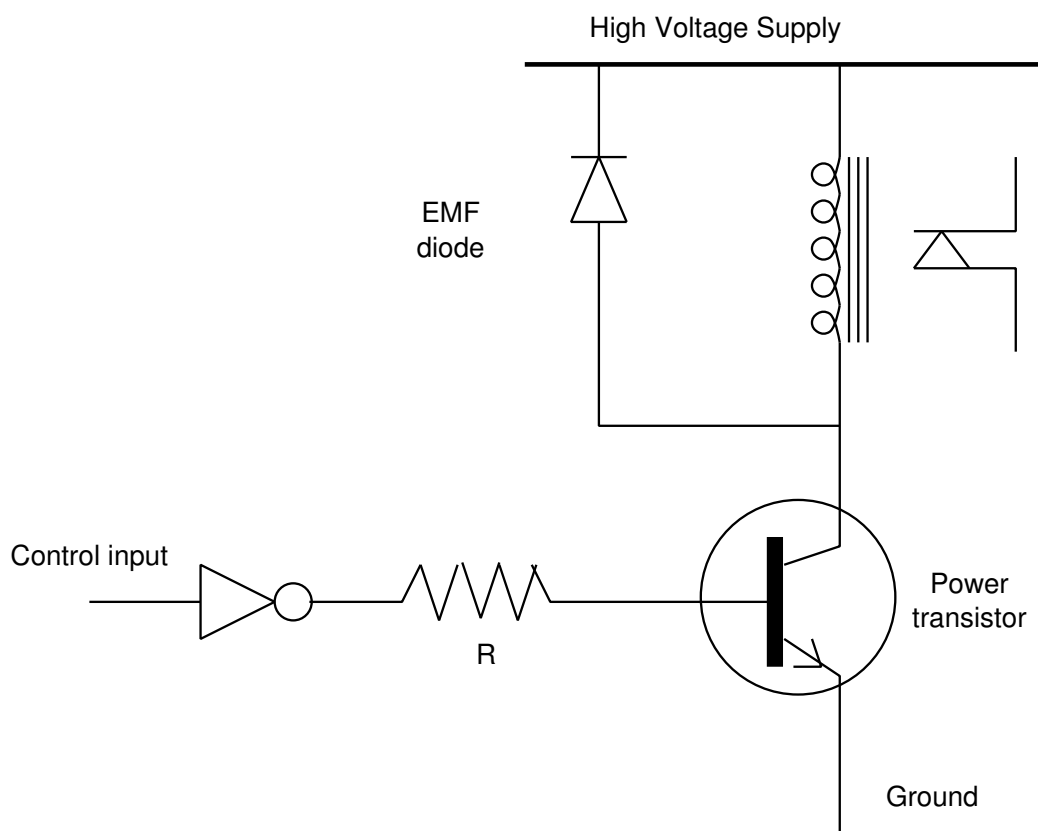 High Voltage Supply
EMF
diode
Control input
R
Power
transistor
Ground